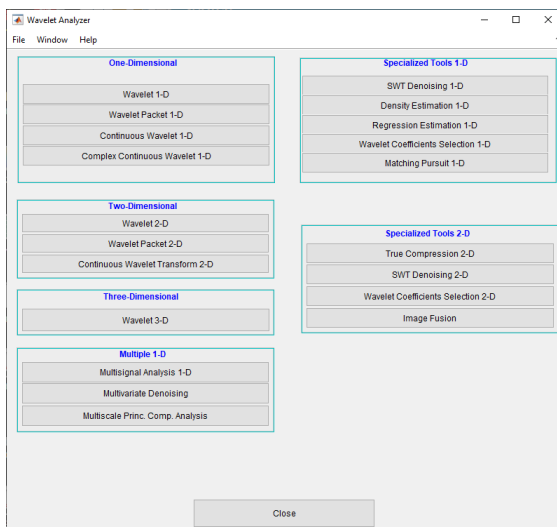 Wavelet Analyzer
File Window Help
One-Dimensional
Wavelet 1-D
Wavelet Packet 1-D
Continuous Wavelet 1-D
Complex Continuous Wavelet 1-D
Two-Dimensional
Wavelet 2-D
Wavelet Packet 2-D
Continuous Wavelet Transform 2-D
Three-Dimensional
Wavelet 3-D
Multiple 1-D
Multisignal Analysis 1-D
Multivariate Denoising
Multiscale Princ. Comp. Analysis
Specialized Tools 1-D
SWT Denoising 1-D
Density Estimation 1-D
Regression Estimation 1-D
Wavelet Coefficients Selection 1-D
Matching Pursuit 1-D
Specialized Tools 2-D
True Compression 2-D
SWT Denoising 2-D
Wavelet Coefficients Selection 2-D
Image Fusion
Close